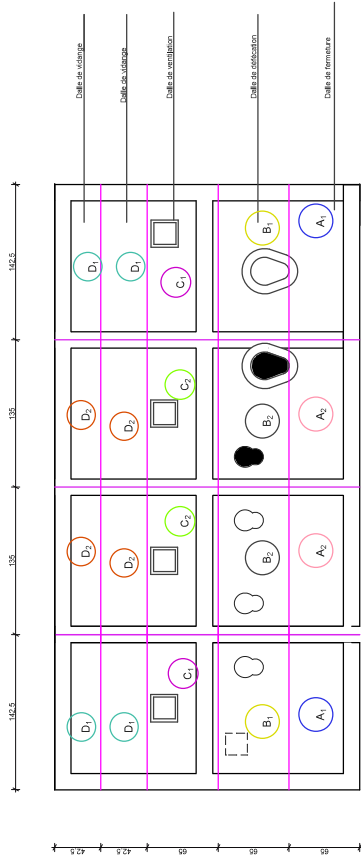 Dalle de vidange
Dalle de vidange
Dalle de ventilation
Dalle de défécation
Dalle de fermeture
142.5
135
135
142.5
D1
D1
C1
B1
A1
D2
D2
C2
B2
A2
D2
D2
C2
B2
A2
D1
D1
C1
B1
A1
42.5
42.5
65
65
65